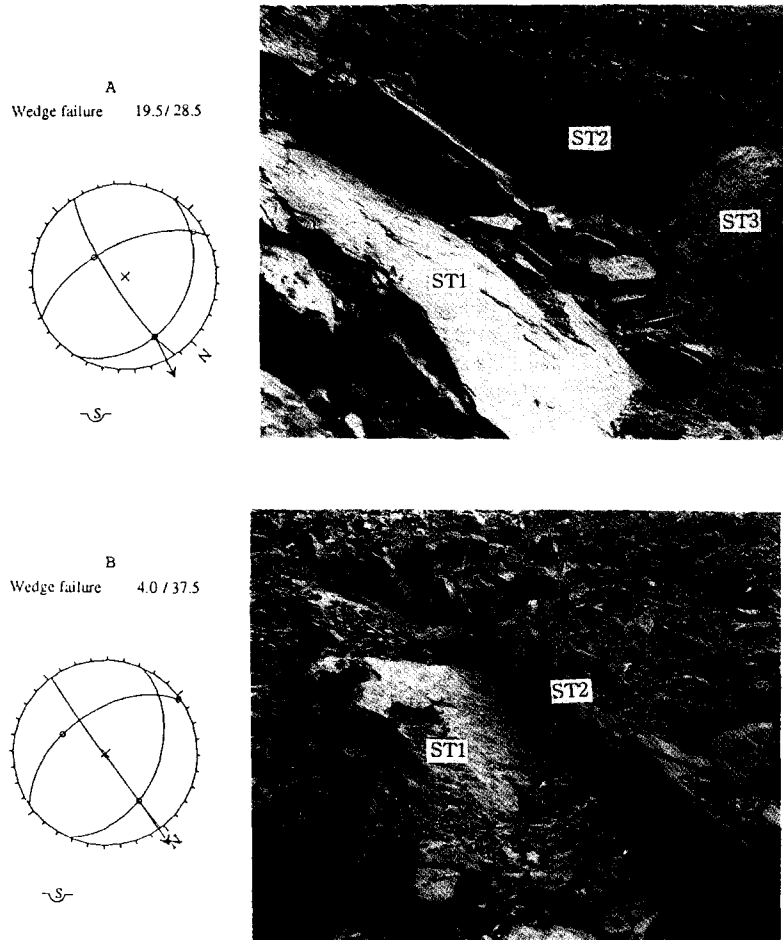 A
Wedge failure 19.5/ 28.5
ST2
ST3
ST1
N
S
B
Wedge failure 4.0 / 37.5
ST2
ST1
N
S